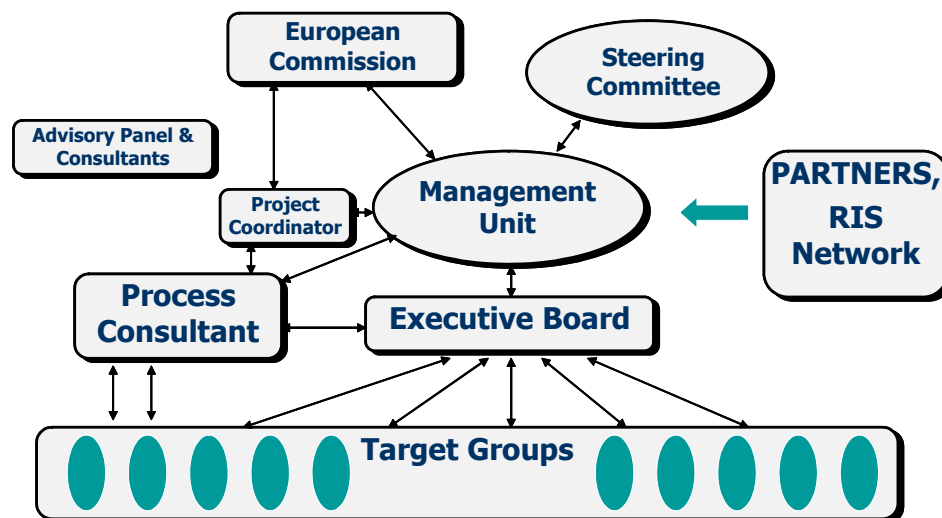 European
Commission
Steering
Committee
Advisory Panel &
Consultants
Management
Unit
PARTNERS,
RIS
Network
Project
Coordinator
Process
Consultant
Executive Board
Target Groups